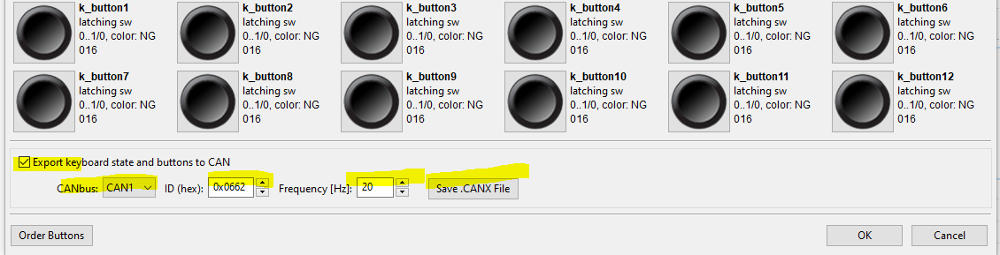 k_button1 k_button2 k_button3 k_button4 k_button5 k_button6
latching sw latching sw latching sw latching sw latching sw latching sw
0..1/0, color: NG 0..1/0, color: NG 0..1/0, color: NG 0..1/0, color: NG 0..1/0, color: NG 0..1/0, color: NG
016 016 016 016 016 016
k_button7 k_button8 k_button9 k_button10 k_button11 k_button12
latching sw latching sw latching sw latching sw latching sw latching sw
0..1/0, color: NG 0..1/0, color: NG 0..1/0, color: NG 0..1/0, color: NG 0..1/0, color: NG 0..1/0, color: NG
016 016 016 016 016 016
Export keyboard state and buttons to CAN
CANbus: CAN1 ID (hex): 0x0662 Frequency [Hz]: 20 Save .CANX File
Order Buttons OK Cancel